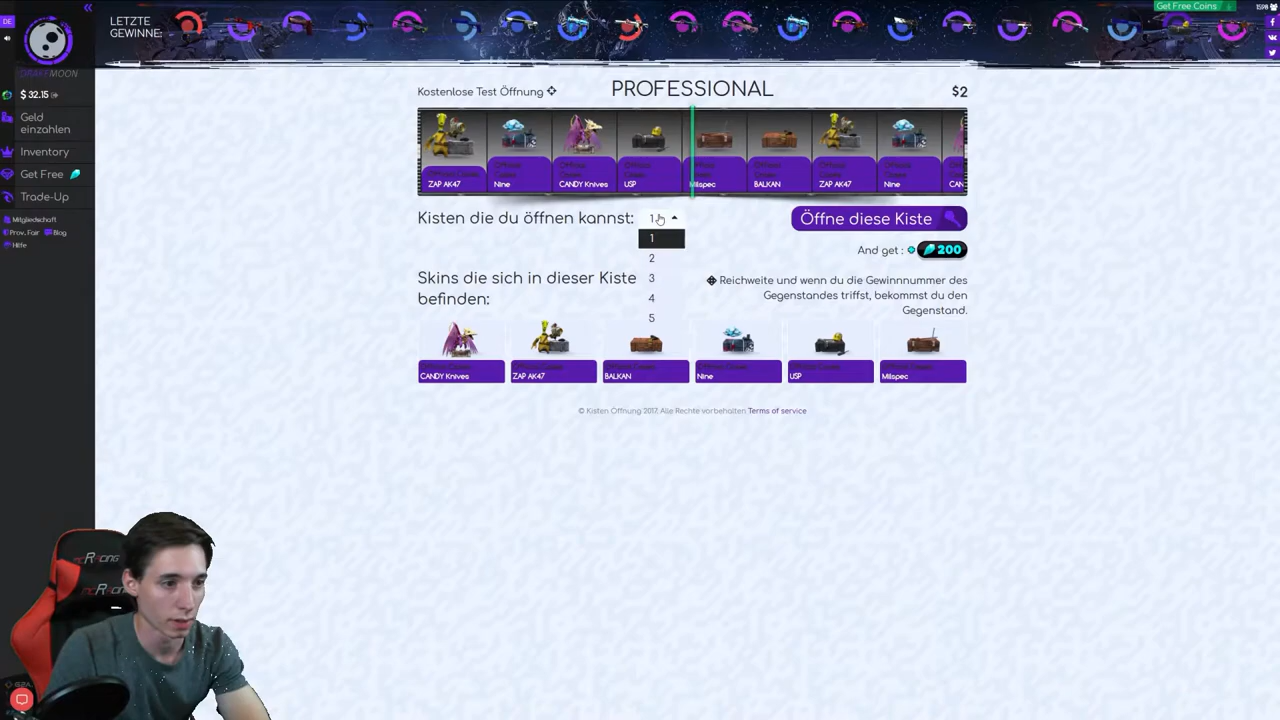 DE
LETZTE
GEWINNE:
Get Free Coins
1598
DRAKEMOON
$ 32.15
Geld
einzahlen
Inventory
Get Free
Trade-Up
Mitgliedschaft
Prov. Fair
Blog
Hilfe
Kostenlose Test Öffnung
PROFESSIONAL
$2
ZAP AK47
Nine
CANDY Knives
USP
Milspec
BALKAN
ZAP AK47
Nine
CAN
Kisten die du öffnen kannst:
1
Öffne diese Kiste
1
2
3
4
5
And get :
200
Skins die sich in dieser Kiste
befinden:
Reichweite und wenn du die Gewinnnummer des
Gegenstandes triffst, bekommst du den
Gegenstand.
CANDY Knives
ZAP AK47
BALKAN
Nine
USP
Milspec
© Kisten Öffnung 2017. Alle Rechte vorbehalten Terms of service